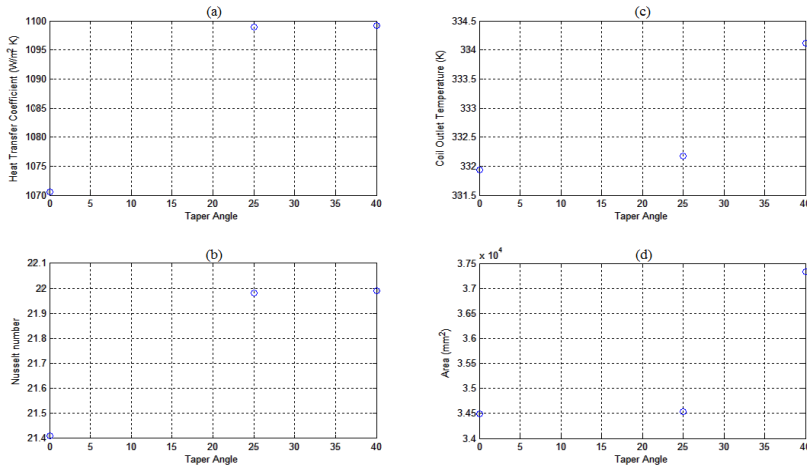 (a)
Heat Transfer Coefficient (W/m² K)
1100
1095
1090
1085
1080
1075
1070
0 5 10 15 20 25 30 35 40
Taper Angle
(c)
Coil Outlet Temperature (K)
334.5
334
333.5
333
332.5
332
331.5
0 5 10 15 20 25 30 35 40
Taper Angle
(b)
Nusselt number
22.1
22
21.9
21.8
21.7
21.6
21.5
21.4
0 5 10 15 20 25 30 35 40
Taper Angle
(d)
x 10⁴
Area (mm²)
3.75
3.7
3.65
3.6
3.55
3.5
3.45
3.4
0 5 10 15 20 25 30 35 40
Taper Angle